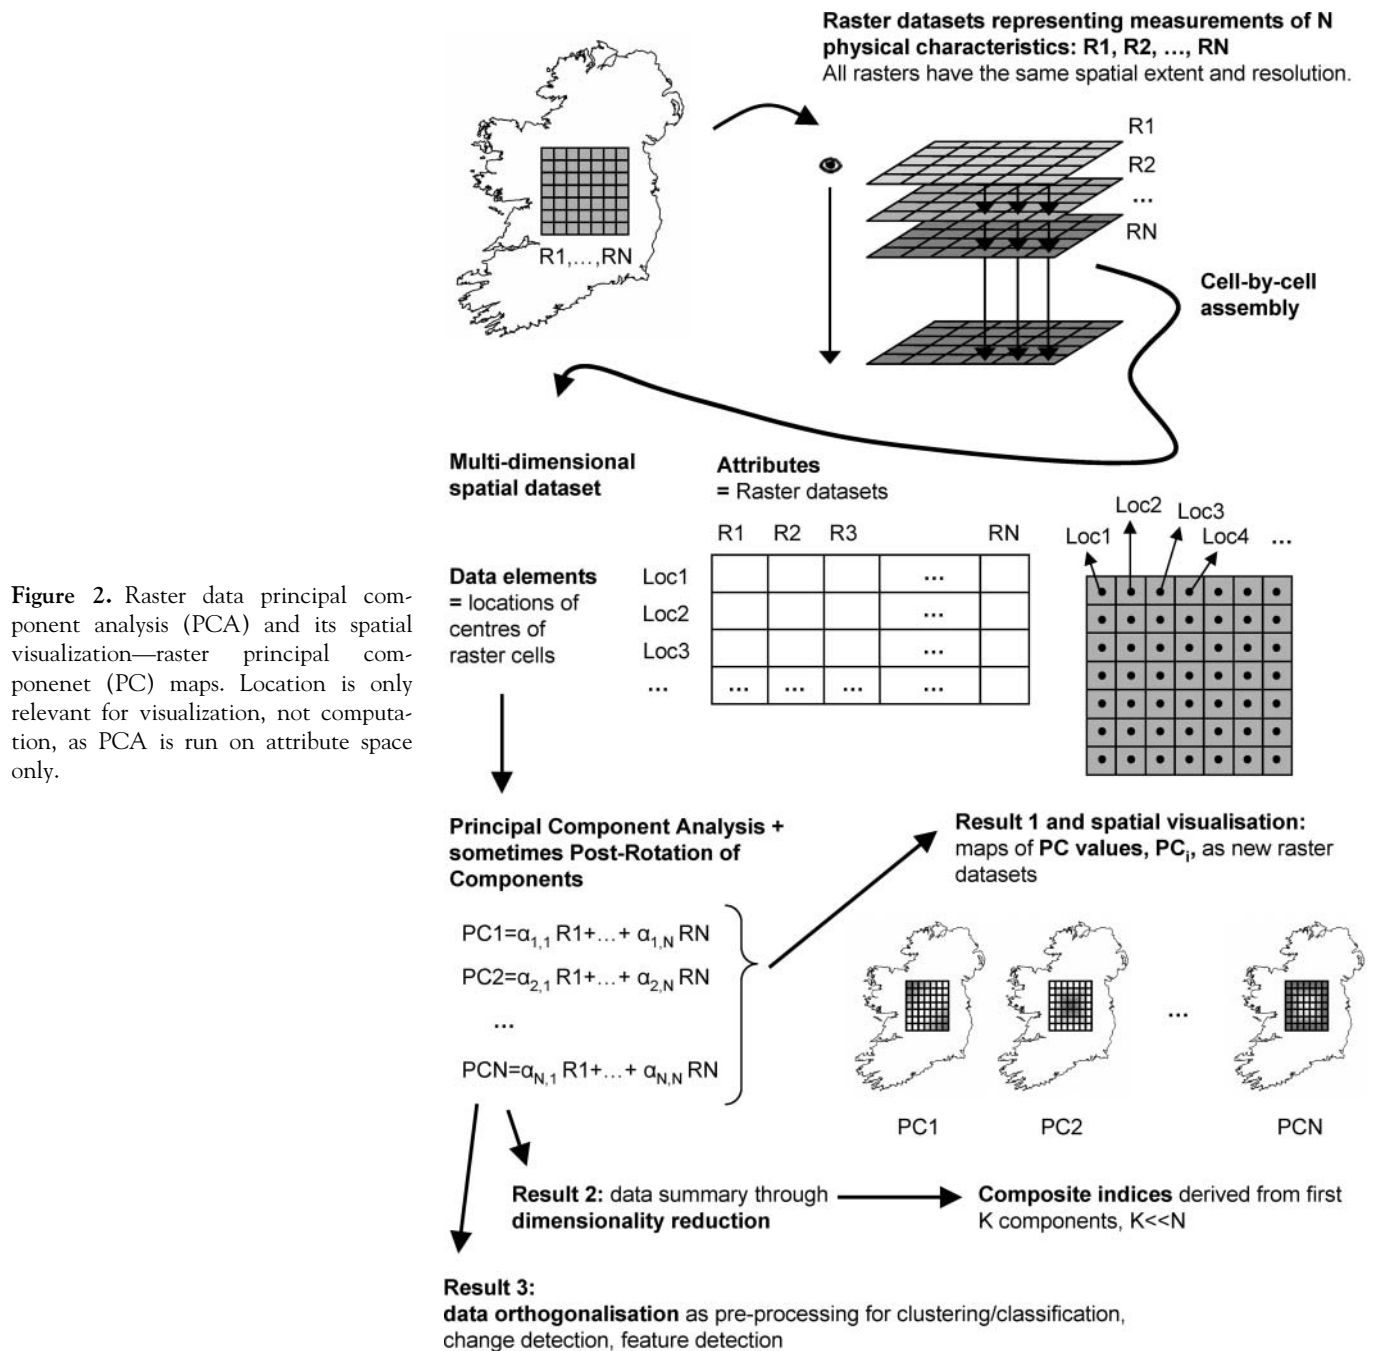 Raster datasets representing measurements of N
physical characteristics: R1, R2, ..., RN
All rasters have the same spatial extent and resolution.
R1
R2
...
RN
R1,...,RN
Cell-by-cell
assembly
Multi-dimensional
spatial dataset
Attributes
= Raster datasets
R1 R2 R3 RN
Data elements
= locations of
centres of
raster cells
Loc1 ...
Loc2 ...
Loc3 ...
... ... ... ... ...
Loc1 Loc2 Loc3 Loc4 ...
Figure 2. Raster data principal com-
ponent analysis (PCA) and its spatial
visualization—raster principal com-
ponenet (PC) maps. Location is only
relevant for visualization, not computa-
tion, as PCA is run on attribute space
only.
Principal Component Analysis +
sometimes Post-Rotation of
Components
PC1=α1,1 R1+...+ α1,N RN
PC2=α2,1 R1+...+ α2,N RN
...
PCN=αN,1 R1+...+ αN,N RN
Result 1 and spatial visualisation:
maps of PC values, PCi, as new raster
datasets
...
PC1 PC2 PCN
Result 2: data summary through
dimensionality reduction
Composite indices derived from first
K components, K<<N
Result 3:
data orthogonalisation as pre-processing for clustering/classification,
change detection, feature detection